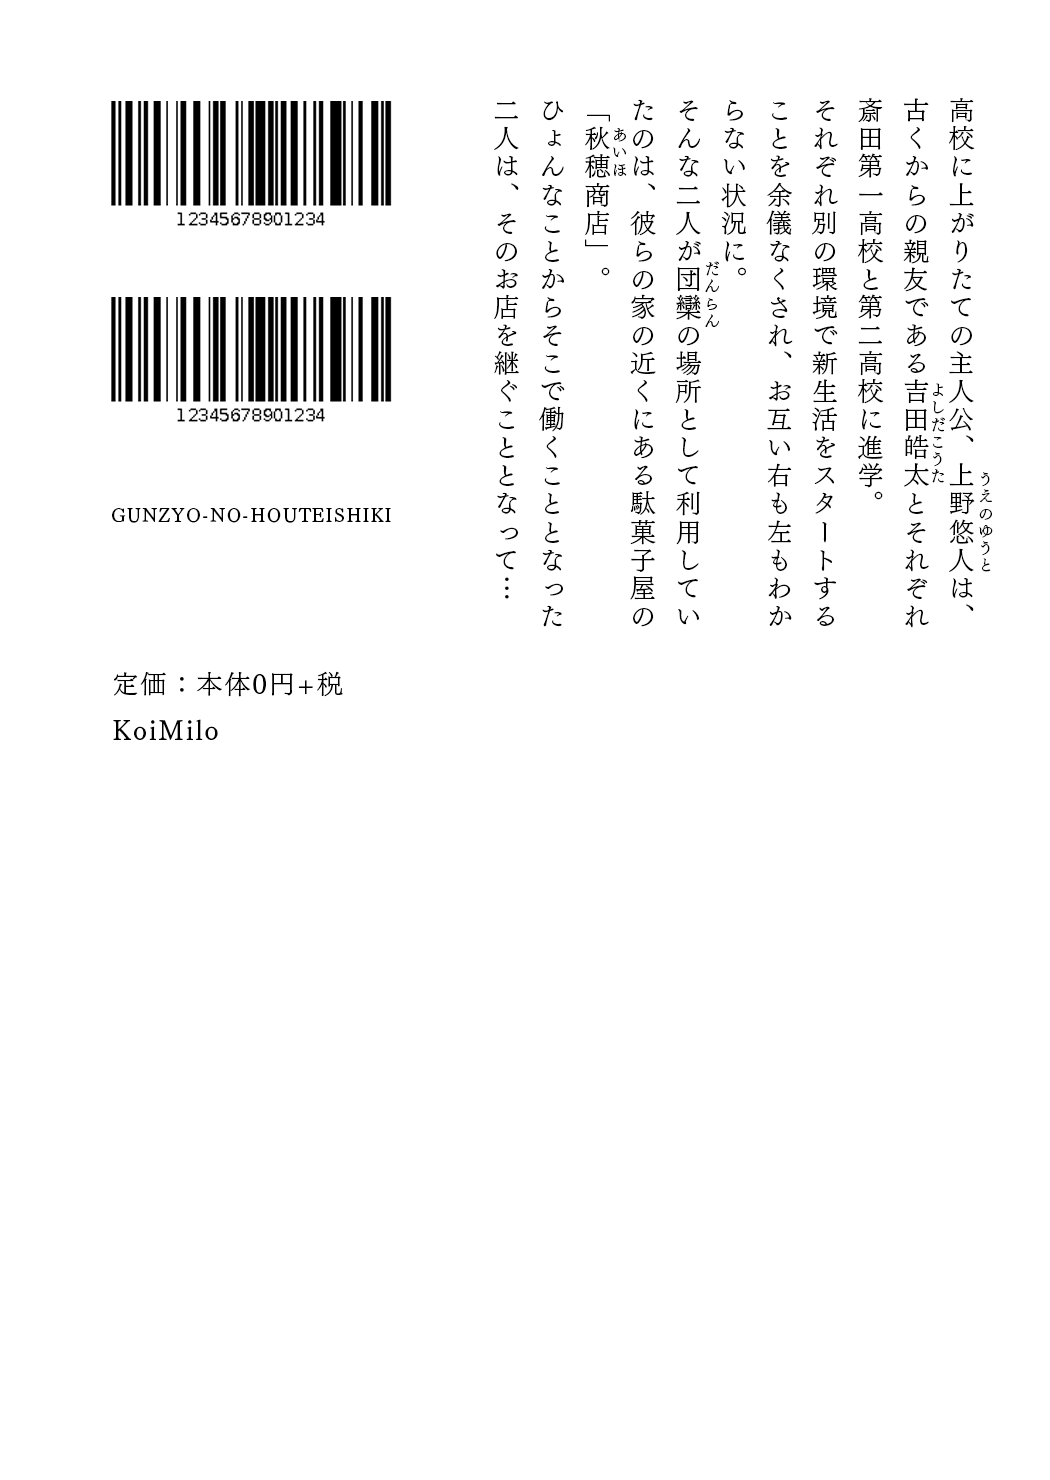 高校に上がりたての主人公、上野悠人は、
うえのゆうと
古くからの親友である吉田皓太とそれぞれ
よしだこうた
斎田第一高校と第二高校に進学。
それぞれ別の環境で新生活をスタートする
ことを余儀なくされ、お互い右も左もわか
らない状況に。
そんな二人が団欒の場所として利用してい
だんらん
たのは、彼らの家の近くにある駄菓子屋の
「秋穂商店」。
あいほ
ひょんなことからそこで働くこととなった
二人は、そのお店を継ぐこととなって…
12345678901234
12345678901234
GUNZYO-NO-HOUTEISHIKI
定価：本体0円+税
KoiMilo